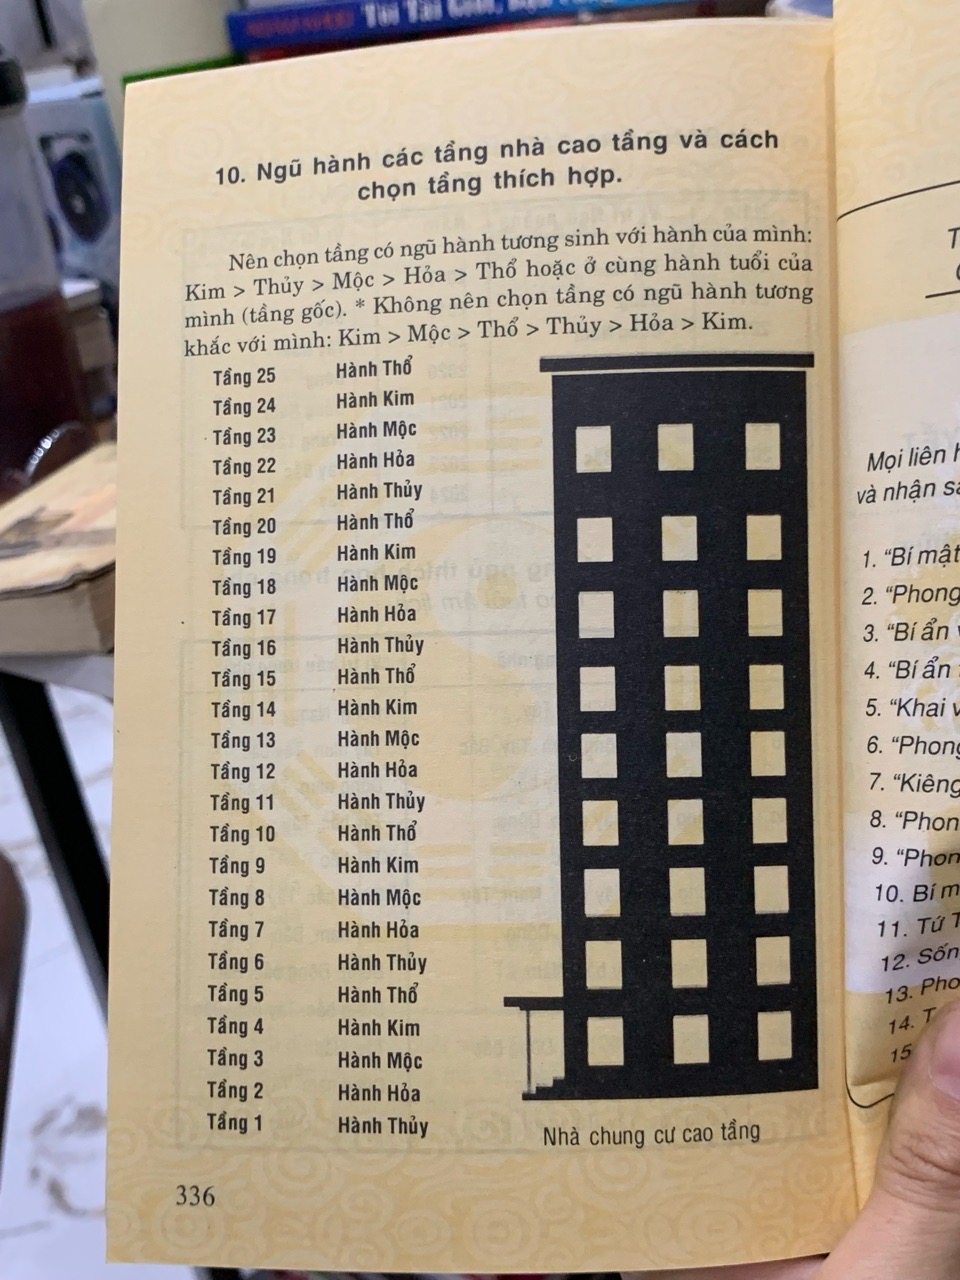 Tôi Tài Giỏi,
10. Ngũ hành các tầng nhà cao tầng và cách
chọn tầng thích hợp.
Nên chọn tầng có ngũ hành tương sinh với hành của mình:
Kim > Thủy > Mộc > Hỏa > Thổ hoặc ở cùng hành tuổi của
mình (tầng gốc). * Không nên chọn tầng có ngũ hành tương
khắc với mình: Kim > Mộc > Thổ > Thủy > Hỏa > Kim.
Tầng 25 Hành Thổ
Tầng 24 Hành Kim
Tầng 23 Hành Mộc
Tầng 22 Hành Hỏa
Tầng 21 Hành Thủy
Tầng 20 Hành Thổ
Tầng 19 Hành Kim
Tầng 18 Hành Mộc
Tầng 17 Hành Hỏa
Tầng 16 Hành Thủy
Tầng 15 Hành Thổ
Tầng 14 Hành Kim
Tầng 13 Hành Mộc
Tầng 12 Hành Hỏa
Tầng 11 Hành Thủy
Tầng 10 Hành Thổ
Tầng 9 Hành Kim
Tầng 8 Hành Mộc
Tầng 7 Hành Hỏa
Tầng 6 Hành Thủy
Tầng 5 Hành Thổ
Tầng 4 Hành Kim
Tầng 3 Hành Mộc
Tầng 2 Hành Hỏa
Tầng 1 Hành Thủy
Nhà chung cư cao tầng
336
Mọi liên
và nhận
1. "Bí mật
2. "Phong
3. "Bí ẩn
4. "Bí ẩn
5. "Khai
6. "Phong
7. "Kiêng
8. "Phon
9. "Phon
10. Bí m
11. Tứ
12. Sốn
13. Pho
14.
15